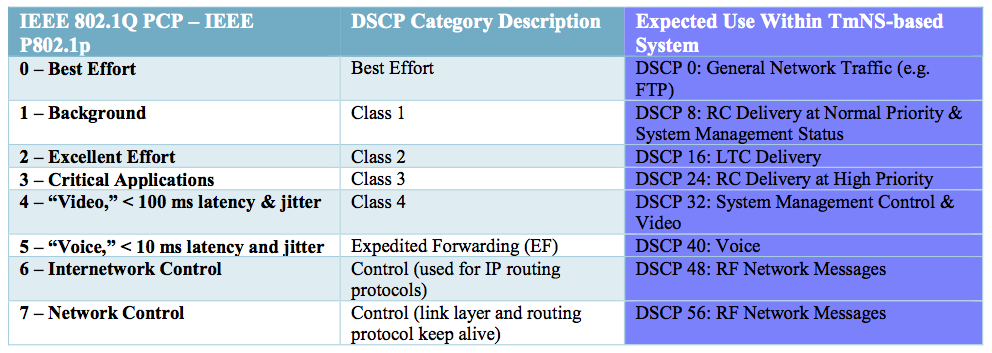 IEEE 802.1Q PCP – IEEE
P802.1p
DSCP Category Description
Expected Use Within TmNS-based
System
0 – Best Effort
Best Effort
DSCP 0: General Network Traffic (e.g.
FTP)
1 – Background
Class 1
DSCP 8: RC Delivery at Normal Priority &
System Management Status
2 – Excellent Effort
Class 2
DSCP 16: LTC Delivery
3 – Critical Applications
Class 3
DSCP 24: RC Delivery at High Priority
4 – “Video,” < 100 ms latency & jitter
Class 4
DSCP 32: System Management Control &
Video
5 – “Voice,” < 10 ms latency and jitter
Expedited Forwarding (EF)
DSCP 40: Voice
6 – Internetwork Control
Control (used for IP routing
protocols)
DSCP 48: RF Network Messages
7 – Network Control
Control (link layer and routing
protocol keep alive)
DSCP 56: RF Network Messages